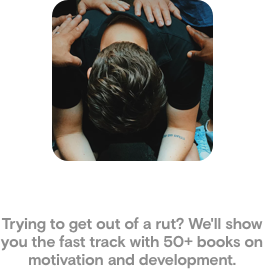 Trying to get out of a rut? We'll show
you the fast track with 50+ books on
motivation and development.